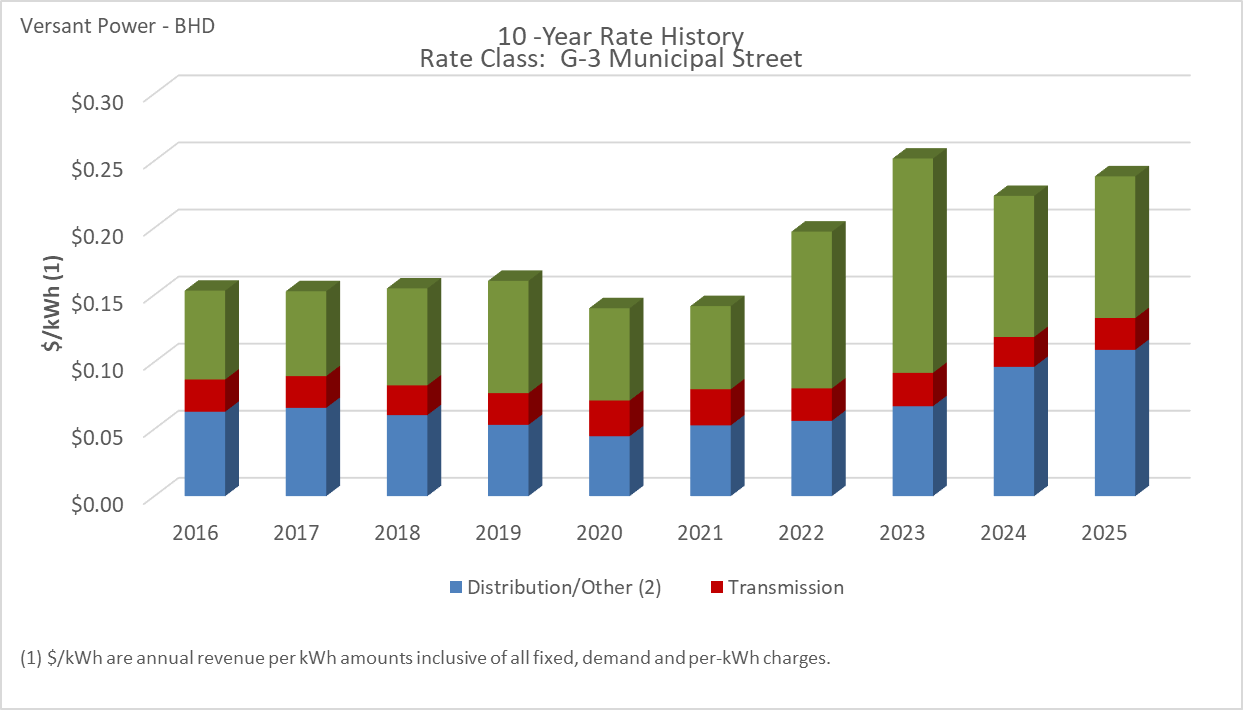 Versant Power - BHD
10 -Year Rate History
Rate Class:  G-3 Municipal Street
$0.30
$0.25
$0.20
$0.15
$0.10
$0.05
$0.00
$/kWh (1)
2016 2017 2018 2019 2020 2021 2022 2023 2024 2025
Distribution/Other (2) Transmission
(1) $/kWh are annual revenue per kWh amounts inclusive of all fixed, demand and per-kWh charges.